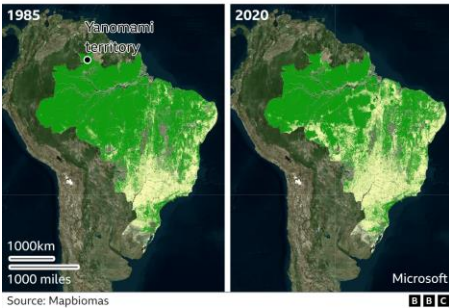 1985
2020
Yanomami
territory
1000km
1000 miles
Microsoft
Source: Mapbiomas
BBC